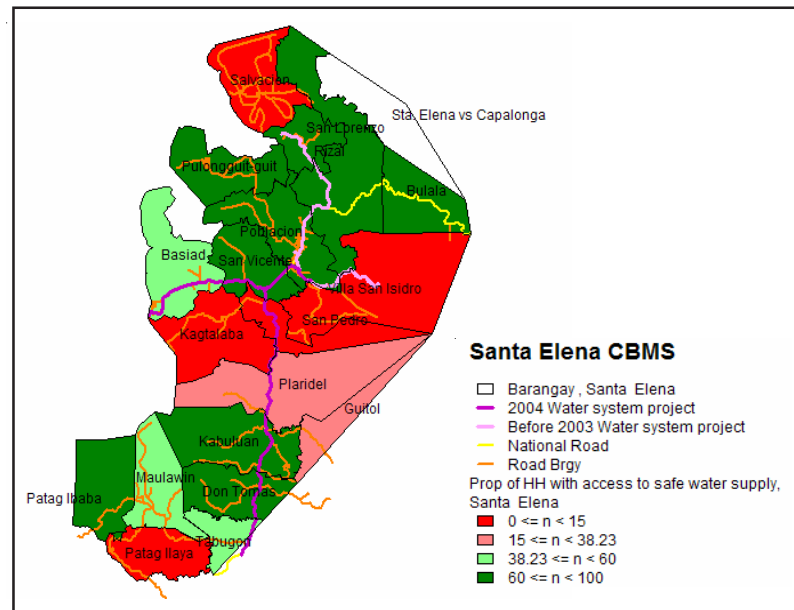 Salvacion
Sta. Elena vs Capalonga
San Lorenzo
Rizal
Pulongguit-guit
Bulala
Poblacion
Basiad
San Vicente
Villa San Isidro
San Pedro
Kagtalaba
Plaridel
Guitol
Kabuluan
Maulawin
Patag Ibaba
Don Tomas
Tabugon
Patag Ilaya
Santa Elena CBMS
Barangay , Santa Elena
2004 Water system project
Before 2003 Water system project
National Road
Road Brgy
Prop of HH with access to safe water supply,
Santa Elena
0 <= n < 15
15 <= n < 38.23
38.23 <= n < 60
60 <= n < 100